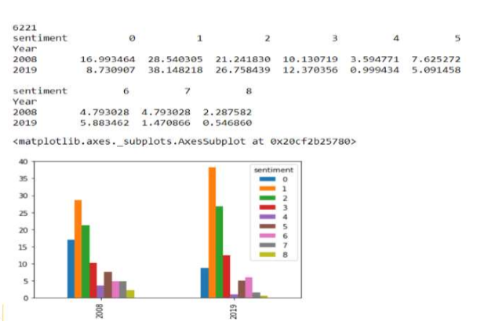 6221
sentiment 0 1 2 3 4 5
Year
2008 16.993464 28.540305 21.241830 10.130719 3.594771 7.625272
2019 8.730907 38.148218 26.758439 12.370356 0.999434 5.091458
sentiment 6 7 8
Year
2008 4.793028 4.793028 2.287582
2019 5.883462 1.470866 0.546860
<matplotlib.axes._subplots.AxesSubplot at 0x20cf2b25780>
40
35
30
25
20
15
10
5
0
sentiment
0
1
2
3
4
5
6
7
8
2008
2019